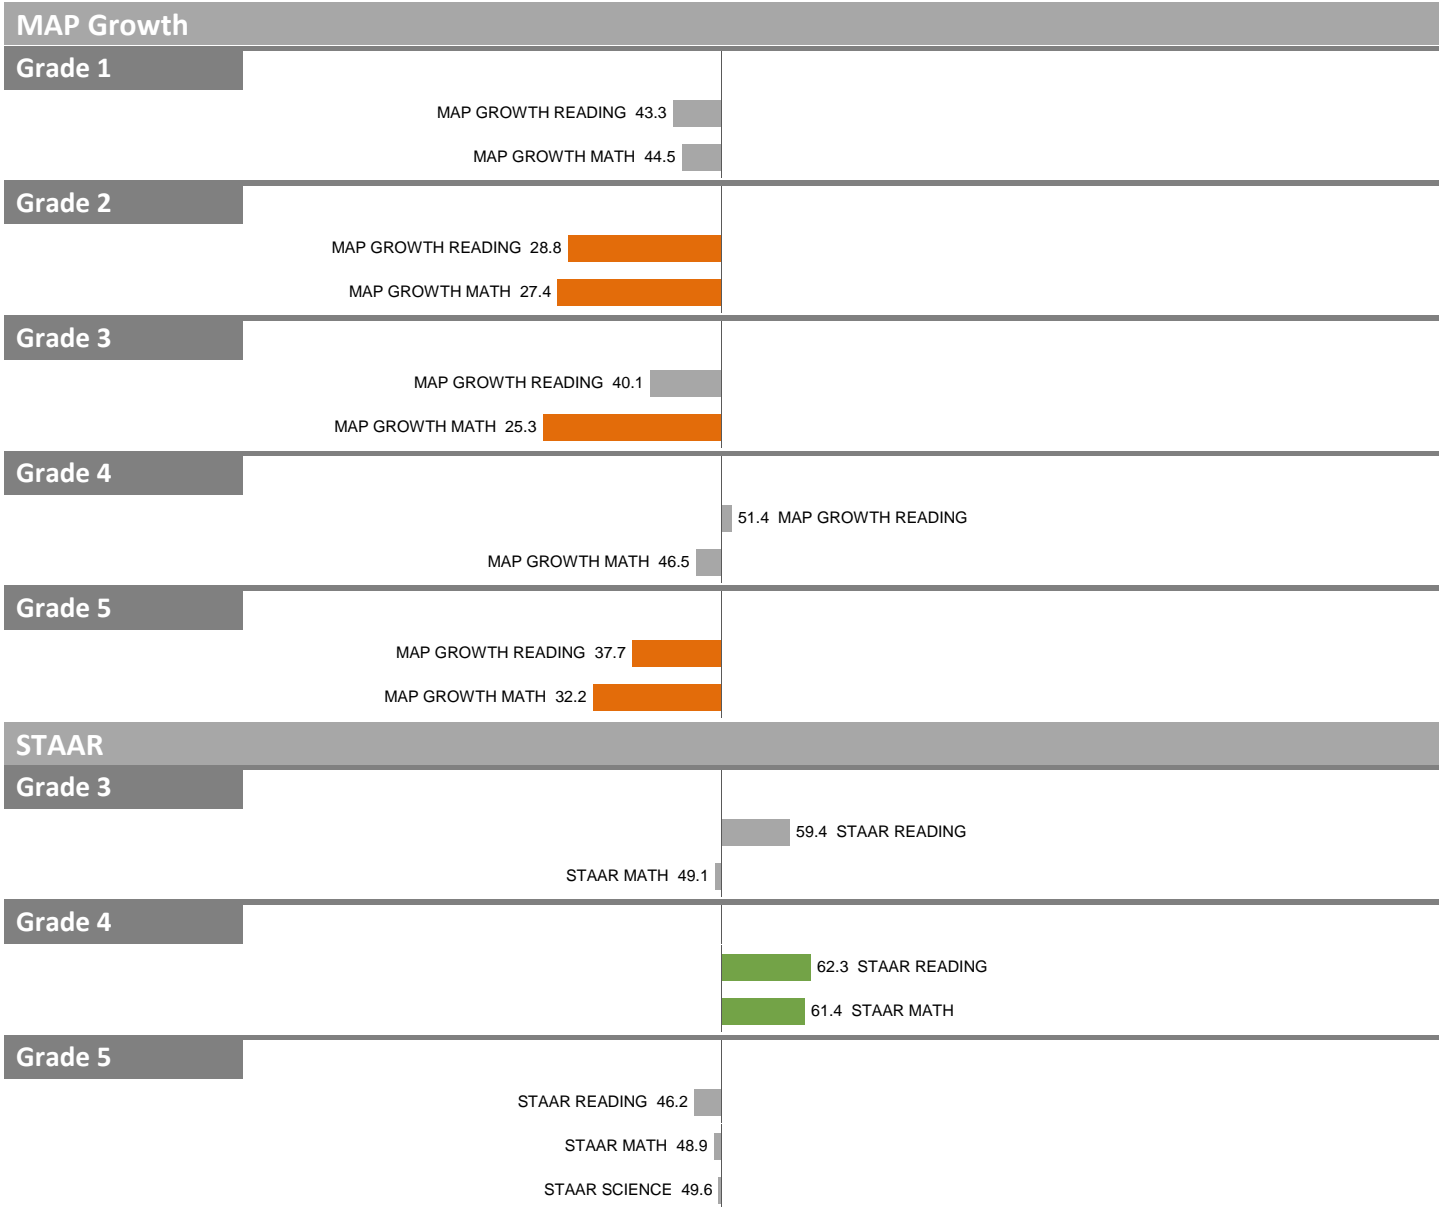 MAP Growth
Grade 1
MAP GROWTH READING 43.3
MAP GROWTH MATH 44.5
Grade 2
MAP GROWTH READING 28.8
MAP GROWTH MATH 27.4
Grade 3
MAP GROWTH READING 40.1
MAP GROWTH MATH 25.3
Grade 4
51.4 MAP GROWTH READING
MAP GROWTH MATH 46.5
Grade 5
MAP GROWTH READING 37.7
MAP GROWTH MATH 32.2
STAAR
Grade 3
59.4 STAAR READING
STAAR MATH 49.1
Grade 4
62.3 STAAR READING
61.4 STAAR MATH
Grade 5
STAAR READING 46.2
STAAR MATH 48.9
STAAR SCIENCE 49.6